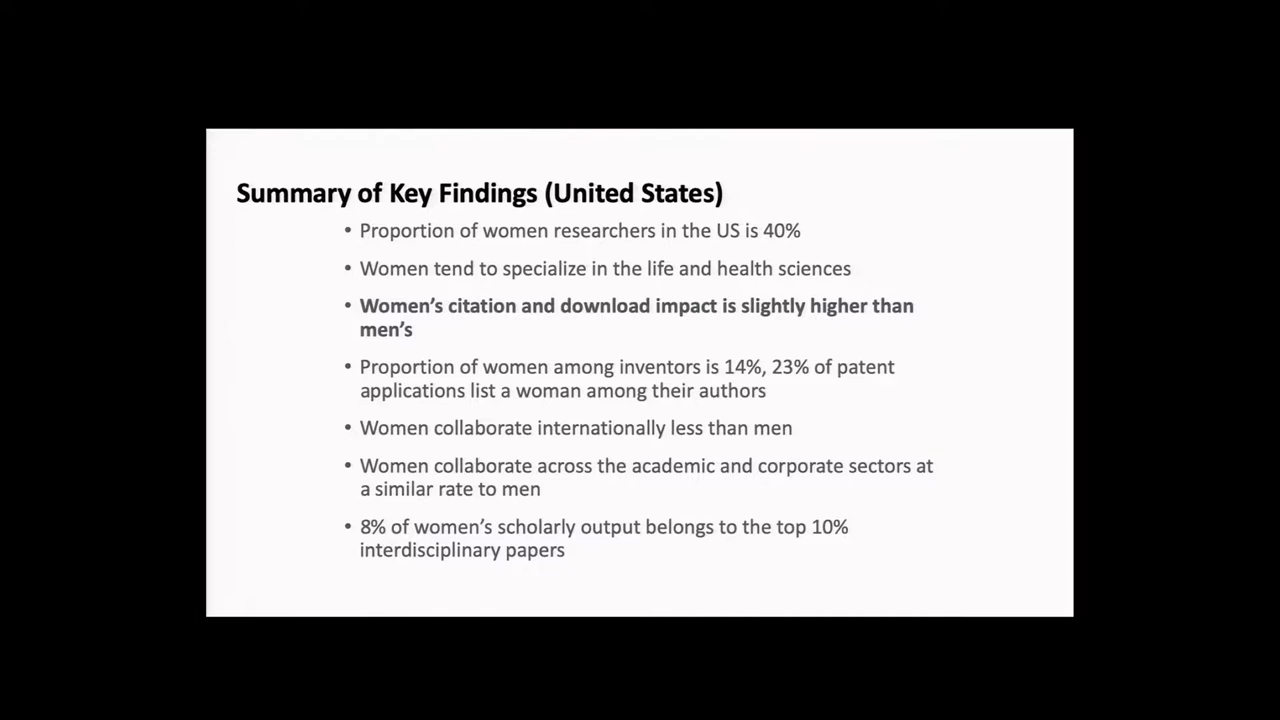 Summary of Key Findings (United States)
• Proportion of women researchers in the US is 40%
• Women tend to specialize in the life and health sciences
• Women’s citation and download impact is slightly higher than
men’s
• Proportion of women among inventors is 14%, 23% of patent
applications list a woman among their authors
• Women collaborate internationally less than men
• Women collaborate across the academic and corporate sectors at
a similar rate to men
• 8% of women’s scholarly output belongs to the top 10%
interdisciplinary papers